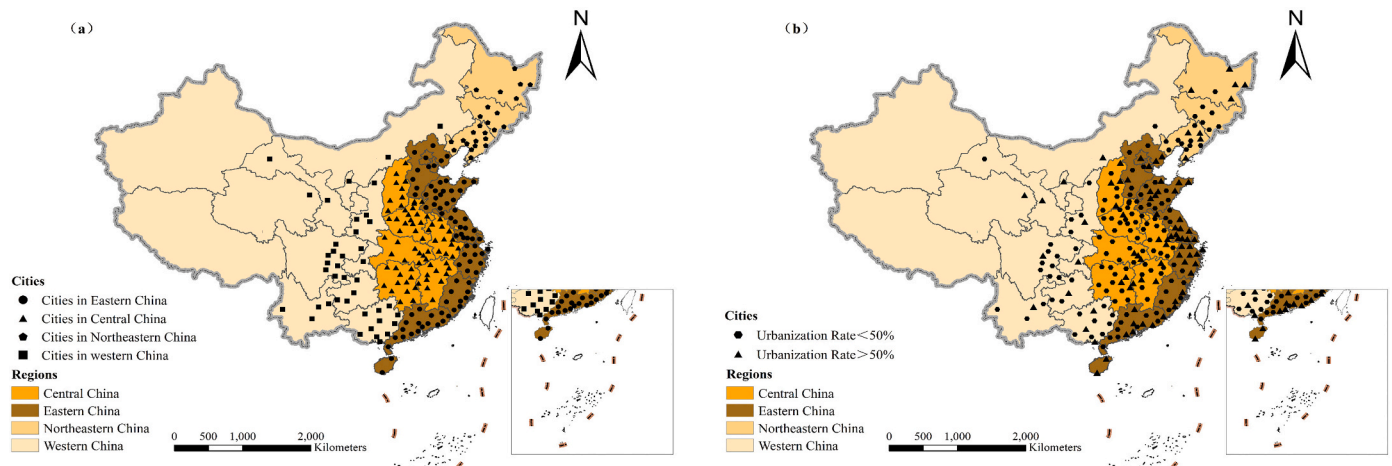 (a)
N
Cities
Cities in Eastern China
Cities in Central China
Cities in Northeastern China
Cities in western China
Regions
Central China
Eastern China
Northeastern China
Western China
0 500 1,000 2,000
Kilometers
(b)
N
Cities
Urbanization Rate<50%
Urbanization Rate>50%
Regions
Central China
Eastern China
Northeastern China
Western China
0 500 1,000 2,000
Kilometers